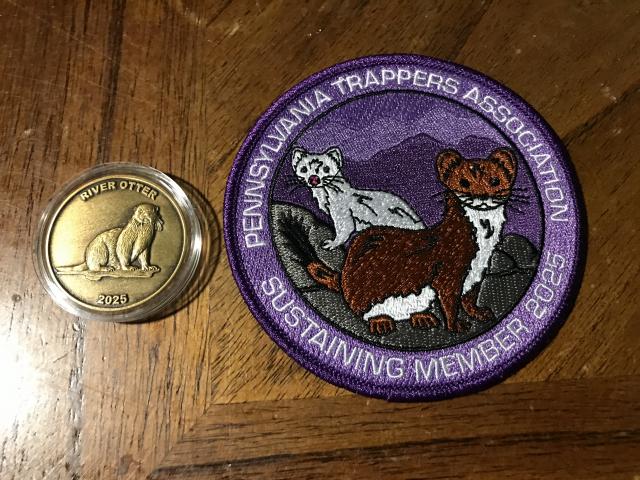 RIVER OTTER
2025
PENNSYLVANIA TRAPPERS ASSOCIATION
SUSTAINING MEMBER 2025